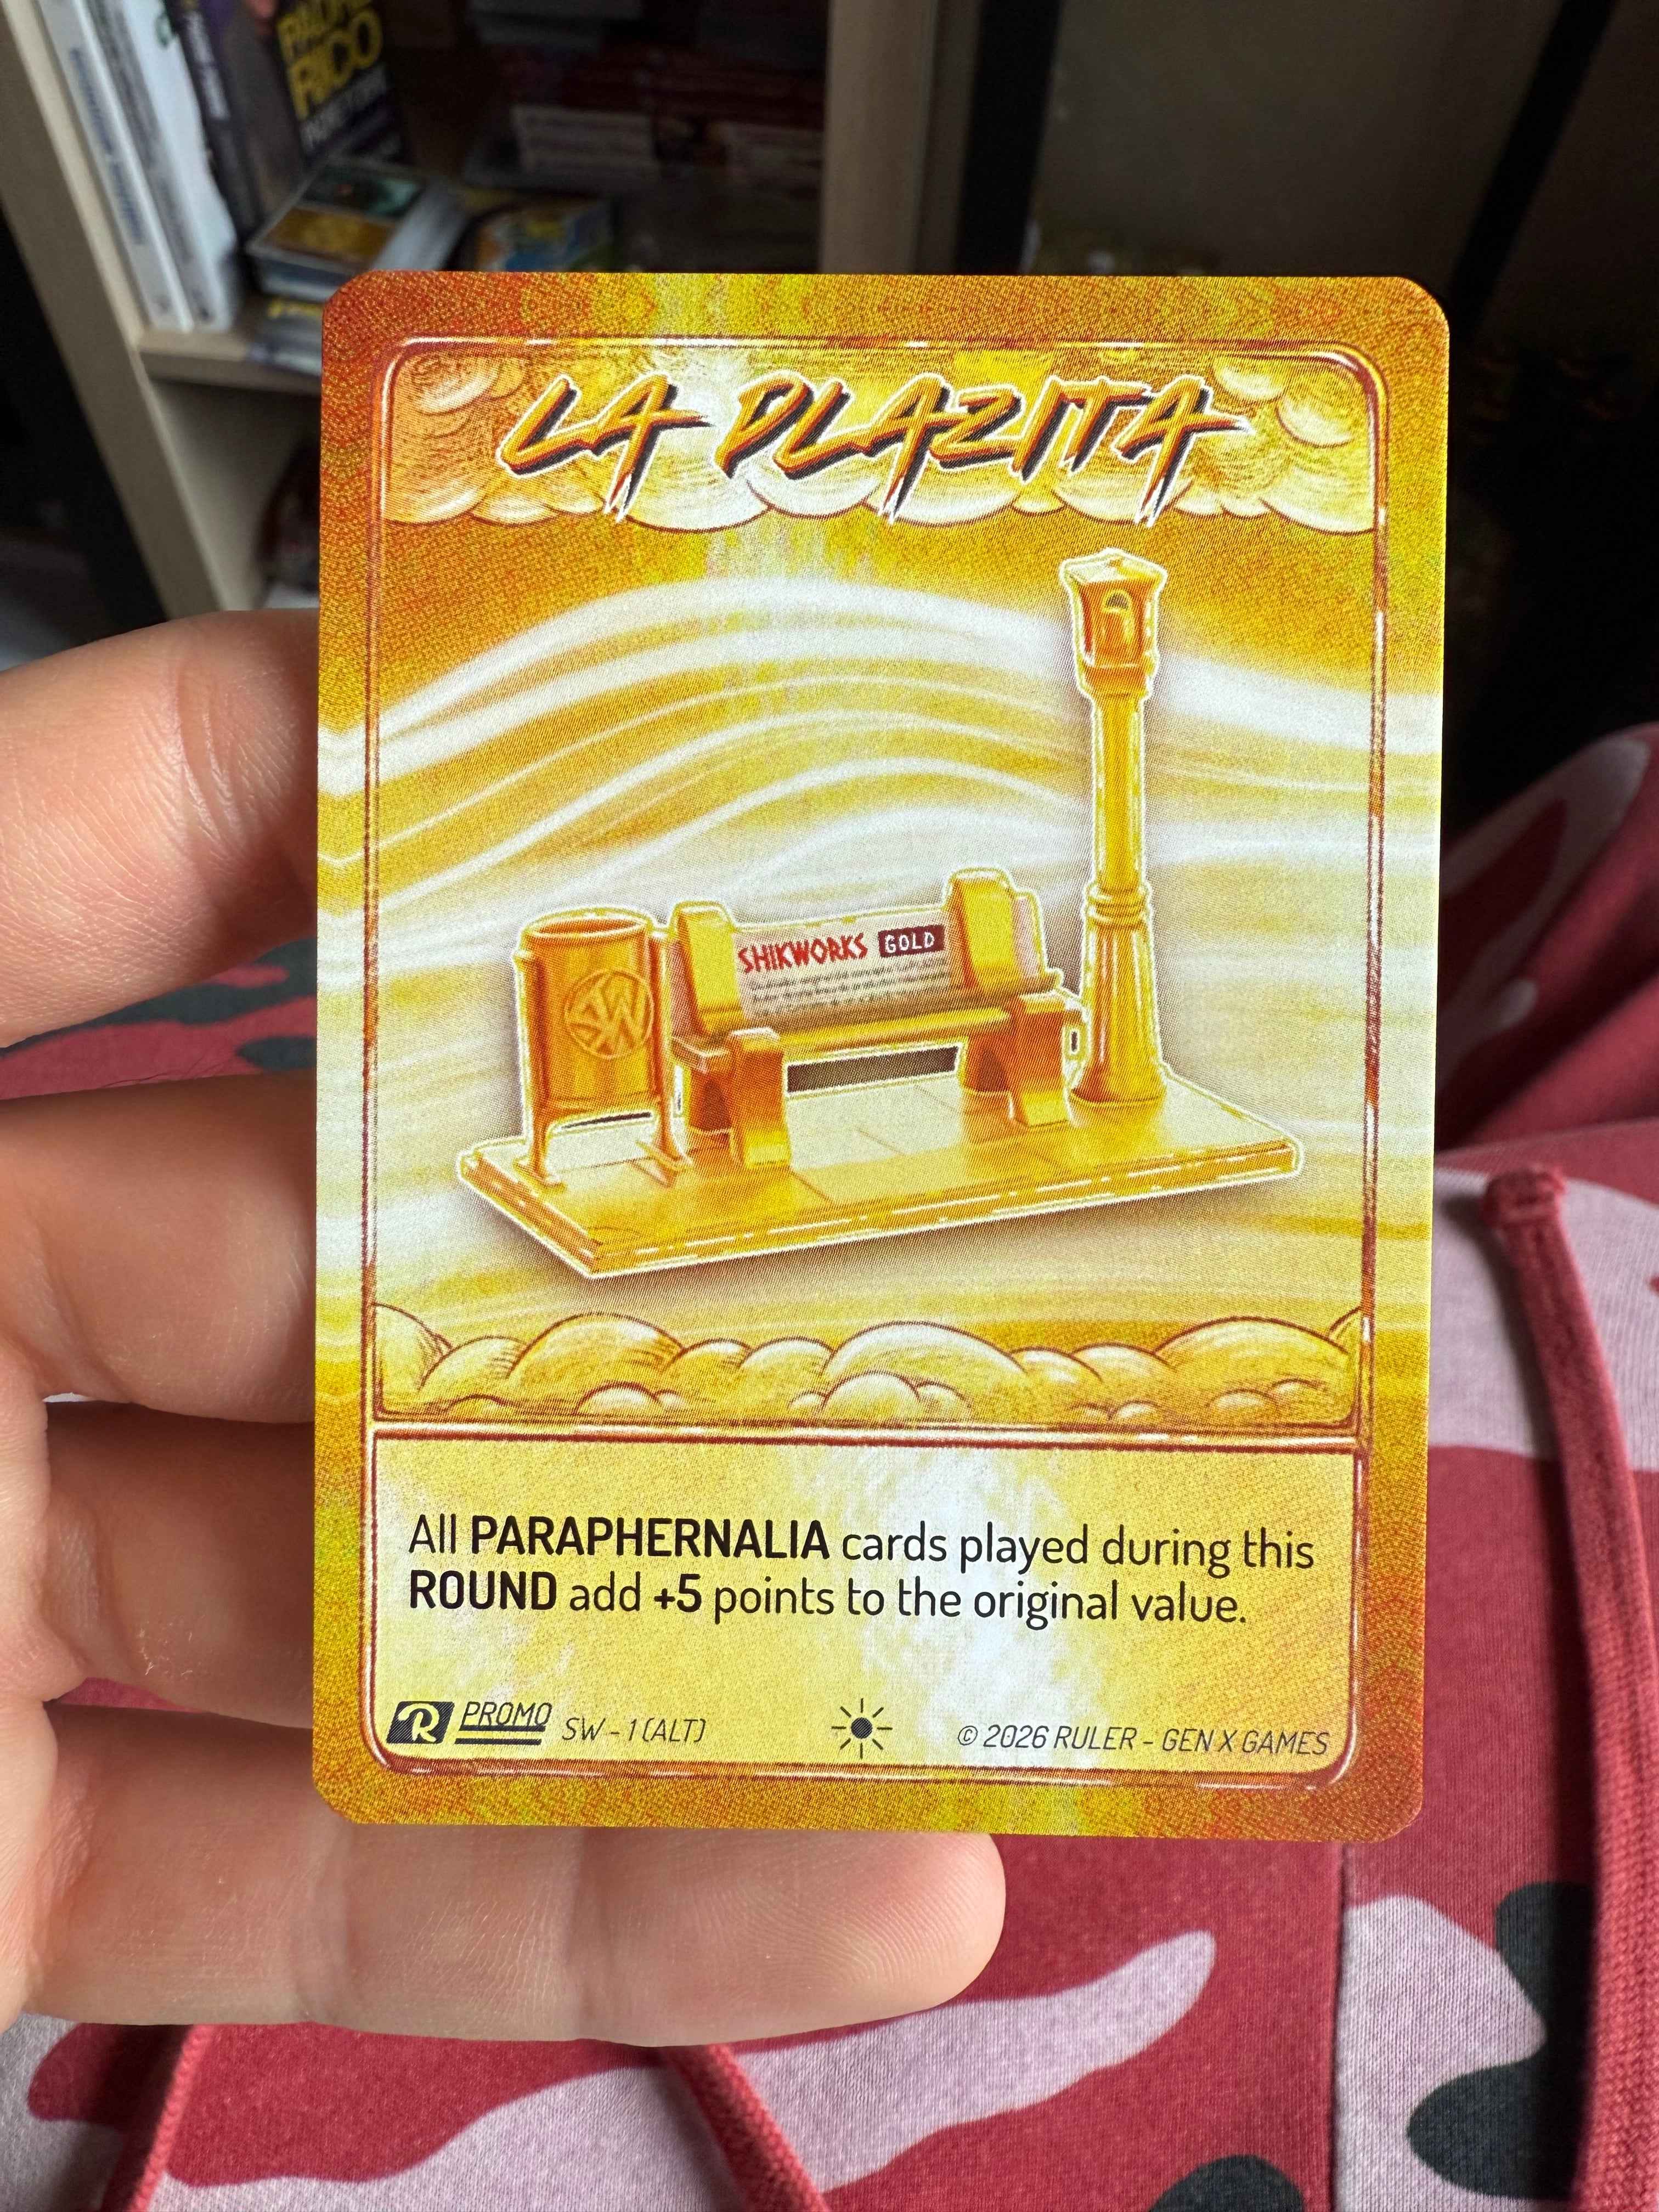 LA PLAZITA
SHIKWORKS GOLD
All PARAPHERNALIA cards played during this
ROUND add +5 points to the original value.
R PROMO SW - 1 (ALT)
© 2026 RULER - GEN X GAMES
RICO